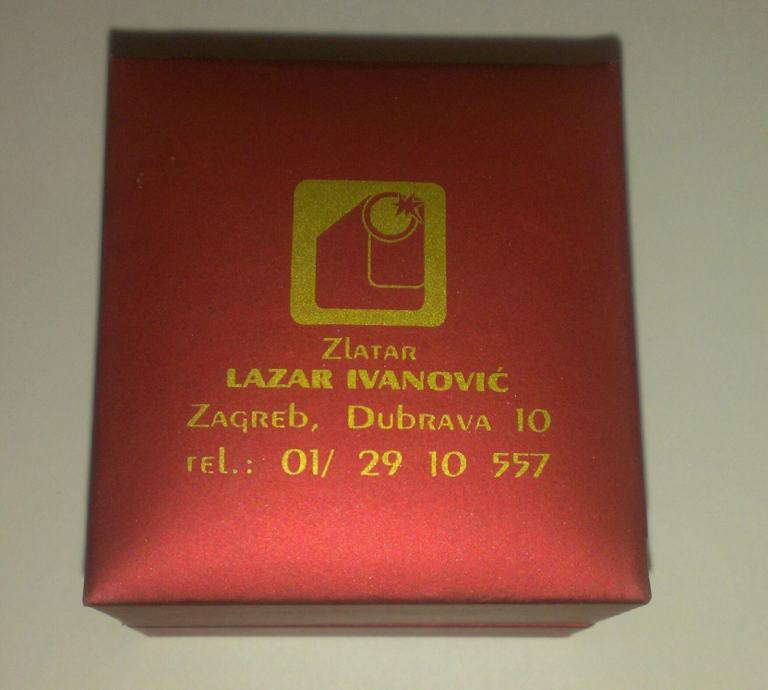 Zlatar
LAZAR IVANOVIĆ
Zagreb, Dubrava 10
tel.: 01/ 29 10 557